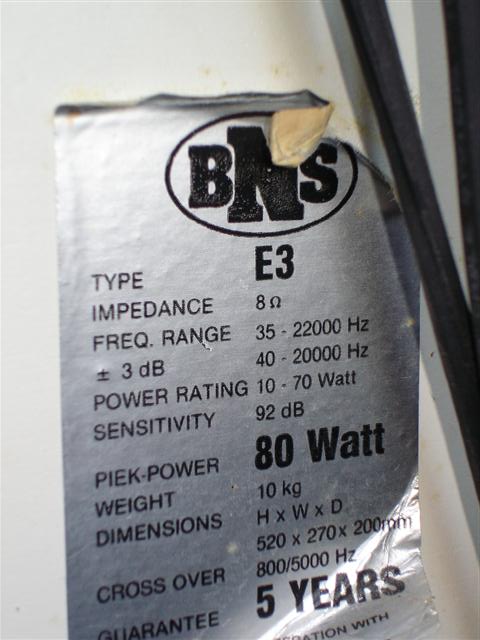 BNS
TYPE E3
IMPEDANCE 8 Ω
FREQ. RANGE 35 - 22000 Hz
± 3 dB 40 - 20000 Hz
POWER RATING 10 - 70 Watt
SENSITIVITY 92 dB
PIEK-POWER 80 Watt
WEIGHT 10 kg
DIMENSIONS H x W x D
520 x 270 x 200mm
CROSS OVER 800/5000 Hz
GUARANTEE 5 YEARS
WITH